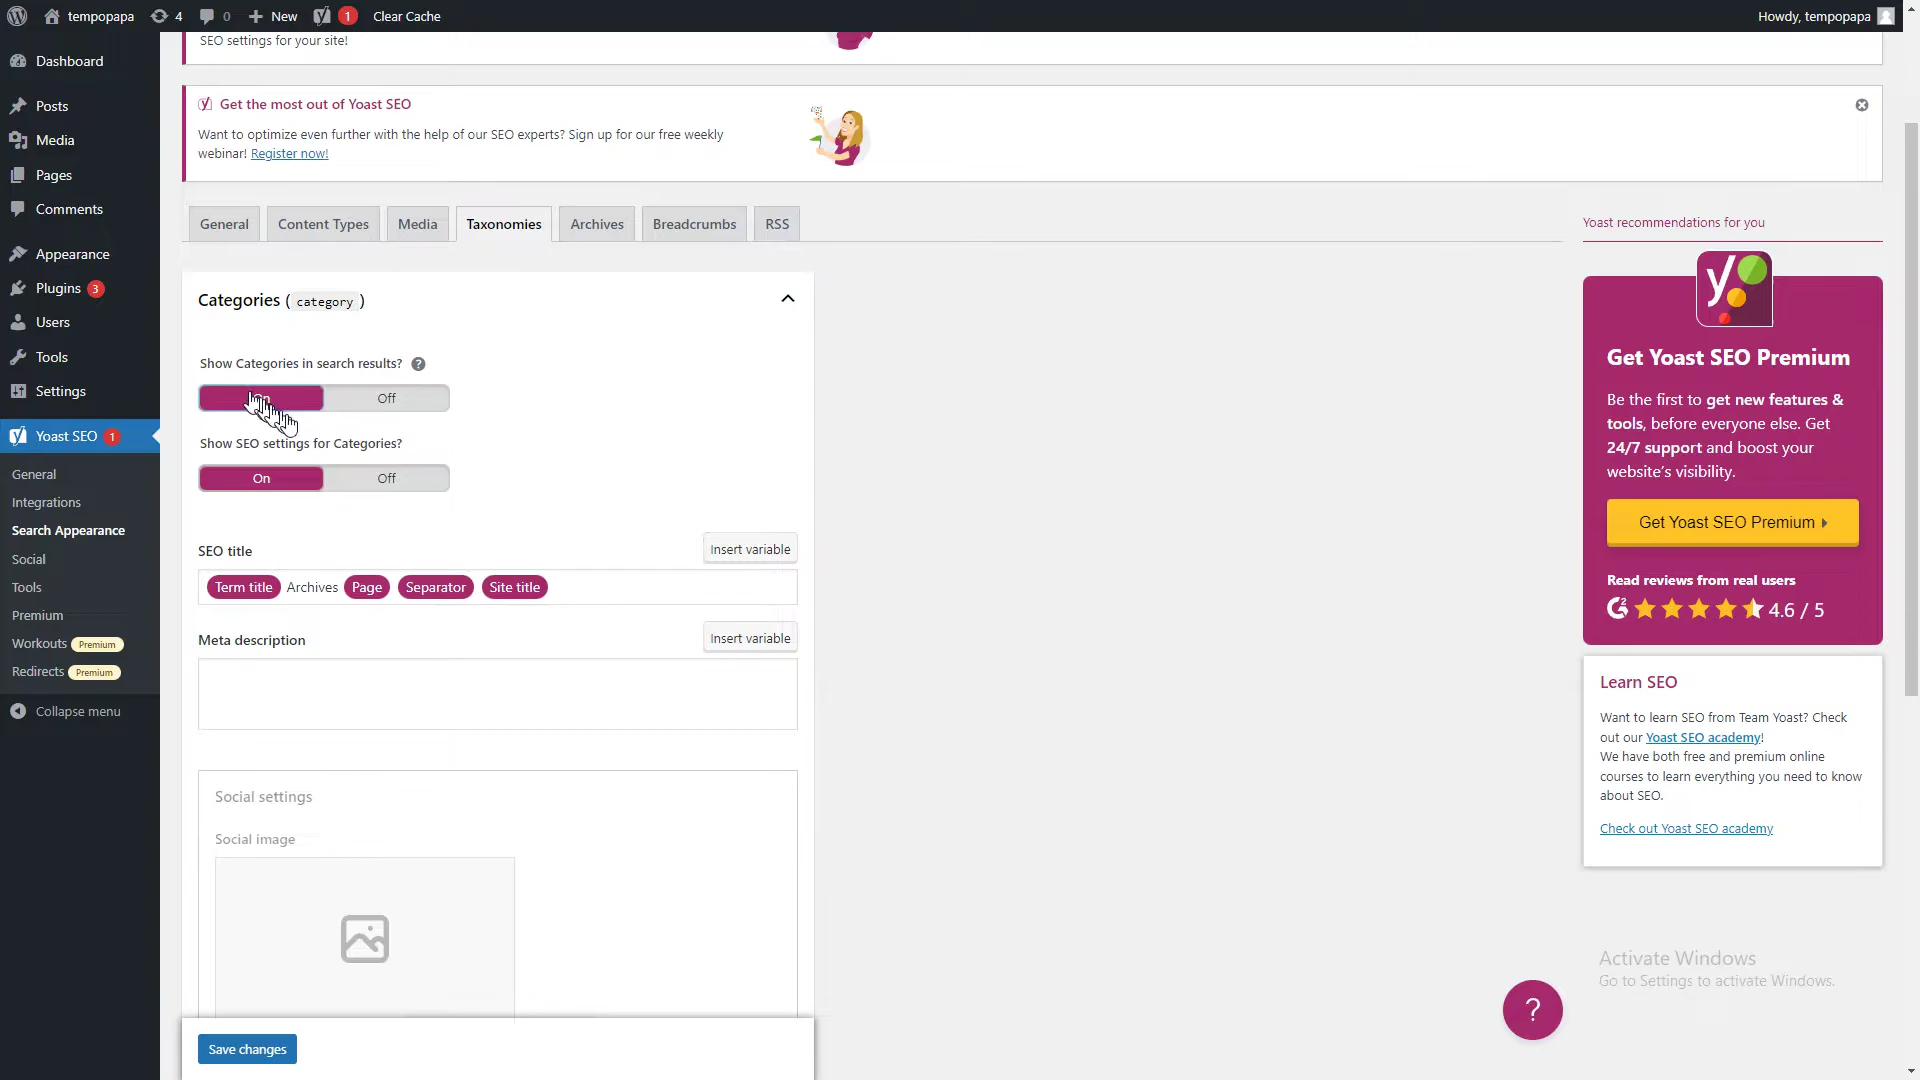 tempopapa
4
0
New
1
Clear Cache
Howdy, tempopapa
Dashboard
Posts
Media
Pages
Comments
Appearance
Plugins 3
Users
Tools
Settings
Yoast SEO 1
General
Integrations
Search Appearance
Social
Tools
Premium
Workouts Premium
Redirects Premium
Collapse menu
SEO settings for your site!
Get the most out of Yoast SEO
Want to optimize even further with the help of our SEO experts? Sign up for our free weekly
webinar! Register now!
General
Content Types
Media
Taxonomies
Archives
Breadcrumbs
RSS
Categories ( category )
Show Categories in search results? ?
Off
Show SEO settings for Categories?
On Off
SEO title
Insert variable
Term title Archives Page Separator Site title
Meta description
Insert variable
Social settings
Social image
Save changes
Yoast recommendations for you
Get Yoast SEO Premium
Be the first to get new features &
tools, before everyone else. Get
24/7 support and boost your
website's visibility.
Get Yoast SEO Premium
Read reviews from real users
4.6 / 5
Learn SEO
Want to learn SEO from Team Yoast? Check
out our Yoast SEO academy!
We have both free and premium online
courses to learn everything you need to know
about SEO.
Check out Yoast SEO academy
Activate Windows
Go to Settings to activate Windows.
?